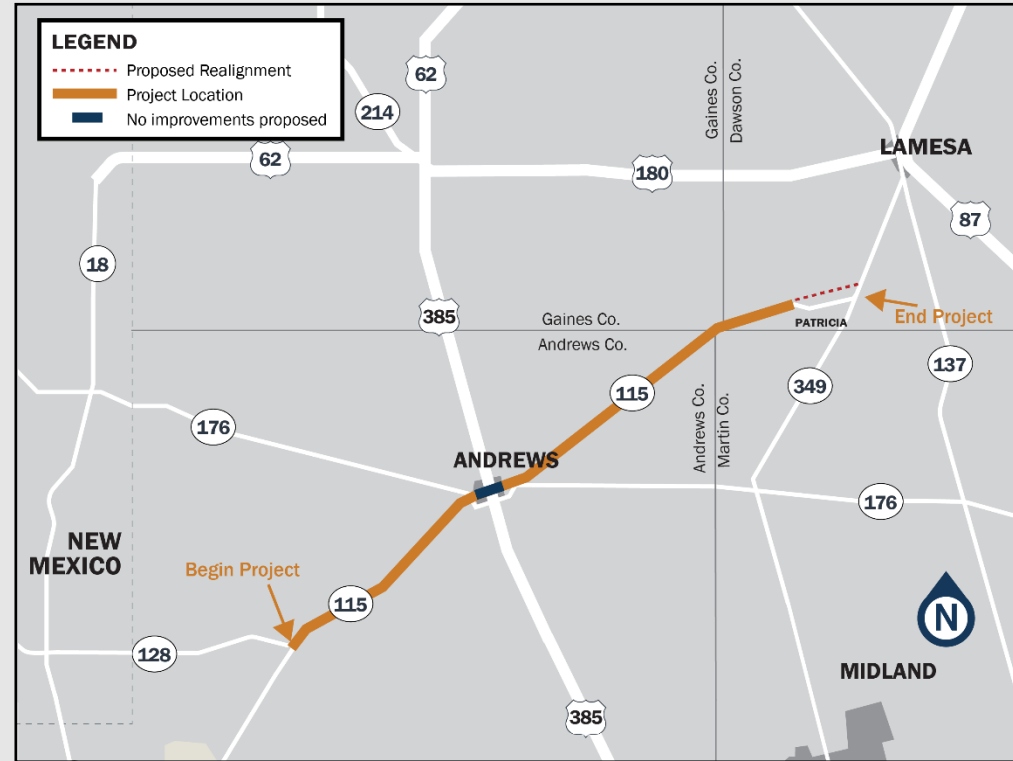 LEGEND
Proposed Realignment
Project Location
No improvements proposed
62
214
62
180
Gaines Co.
Dawson Co.
LAMESA
87
18
385
Gaines Co.
Andrews Co.
PATRICIA
End Project
115
349
137
176
Andrews Co.
Martin Co.
ANDREWS
176
NEW
MEXICO
Begin Project
115
128
N
MIDLAND
385